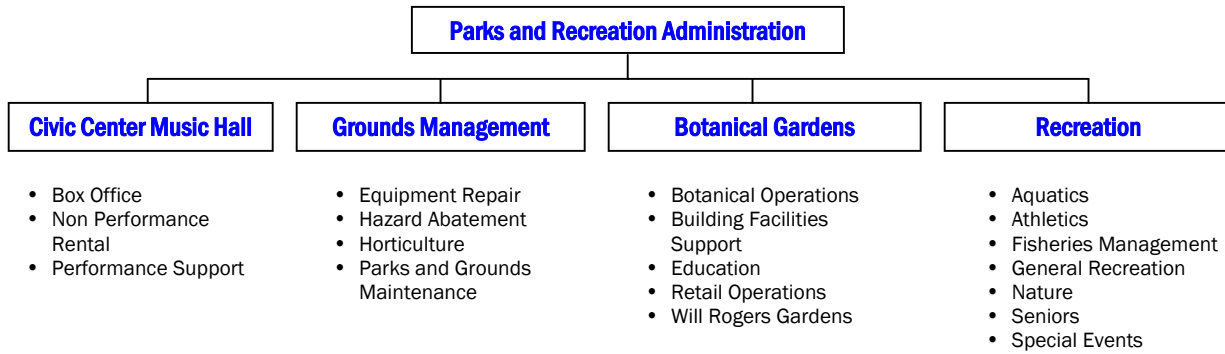 Parks and Recreation Administration
Civic Center Music Hall
• Box Office
• Non Performance
Rental
• Performance Support
Grounds Management
• Equipment Repair
• Hazard Abatement
• Horticulture
• Parks and Grounds
Maintenance
Botanical Gardens
• Botanical Operations
• Building Facilities
Support
• Education
• Retail Operations
• Will Rogers Gardens
Recreation
• Aquatics
• Athletics
• Fisheries Management
• General Recreation
• Nature
• Seniors
• Special Events